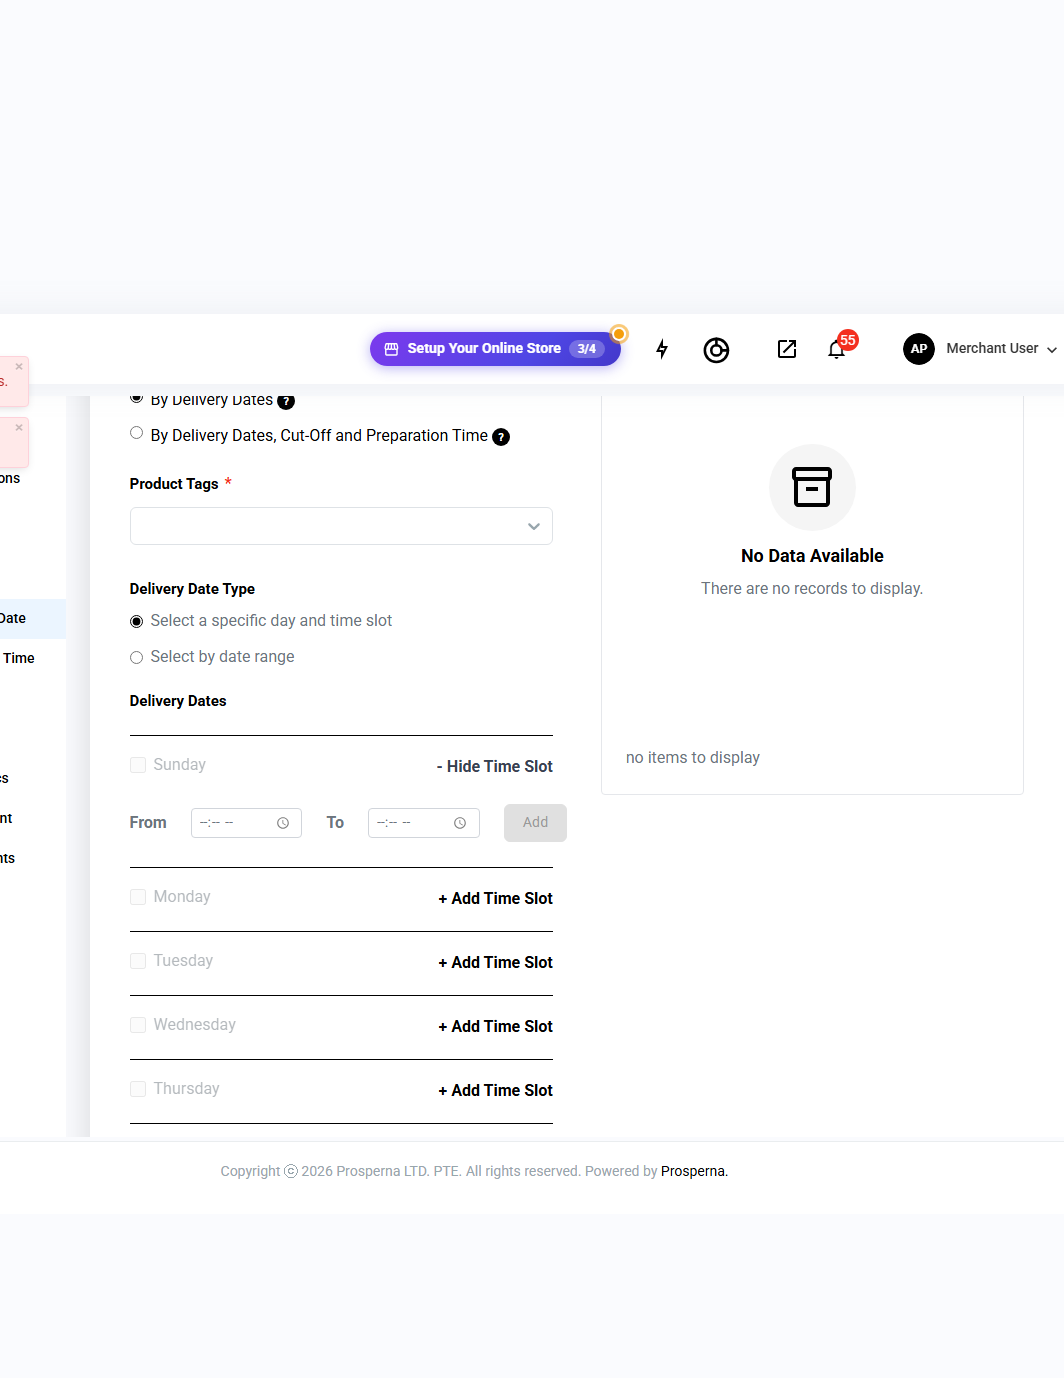 Setup Your Online Store 3/4
55
AP Merchant User
s.
ons
Date
Time
cs
nt
nts
By Delivery Dates ?
By Delivery Dates, Cut-Off and Preparation Time ?
Product Tags *
Delivery Date Type
Select a specific day and time slot
Select by date range
Delivery Dates
Sunday - Hide Time Slot
From --:-- -- To --:-- -- Add
Monday + Add Time Slot
Tuesday + Add Time Slot
Wednesday + Add Time Slot
Thursday + Add Time Slot
No Data Available
There are no records to display.
no items to display
Copyright © 2026 Prosperna LTD. PTE. All rights reserved. Powered by Prosperna.